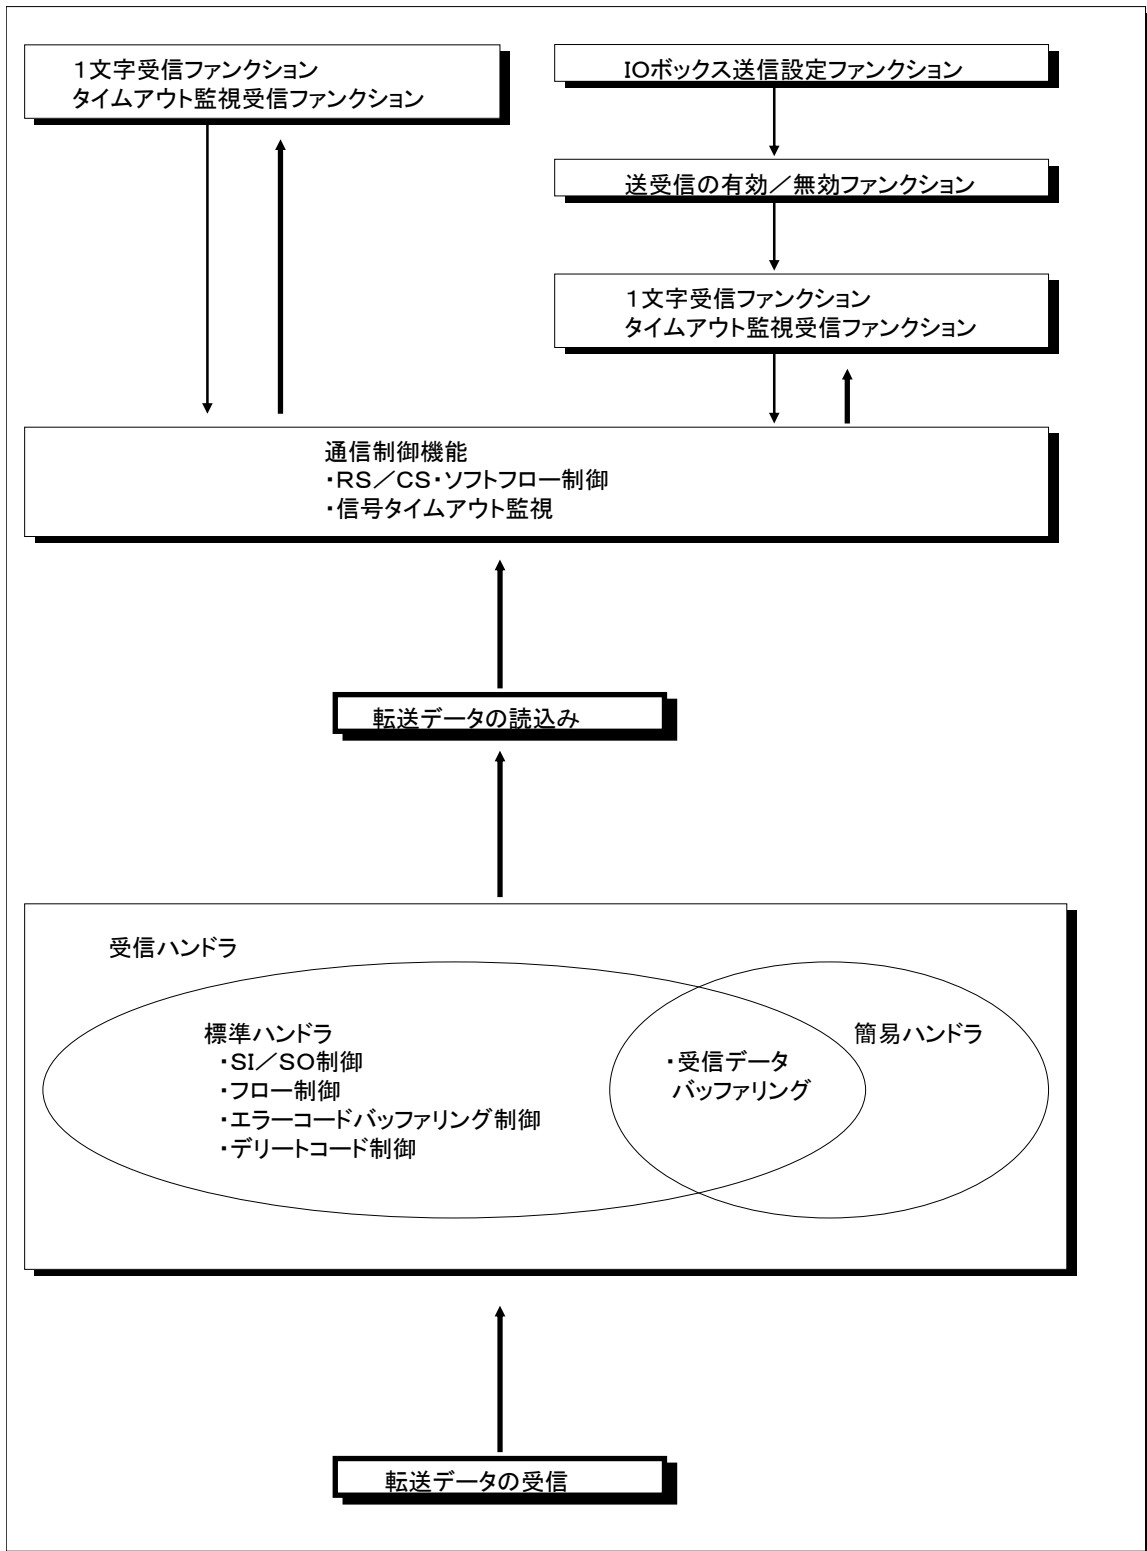 １文字受信ファンクション
タイムアウト監視受信ファンクション
IOボックス送信設定ファンクション
送受信の有効／無効ファンクション
１文字受信ファンクション
タイムアウト監視受信ファンクション
通信制御機能
・RS／CS・ソフトフロー制御
・信号タイムアウト監視
転送データの読込み
受信ハンドラ
標準ハンドラ
・SI／SO制御
・フロー制御
・エラーコードバッファリング制御
・デリートコード制御
・受信データ
バッファリング
簡易ハンドラ
転送データの受信